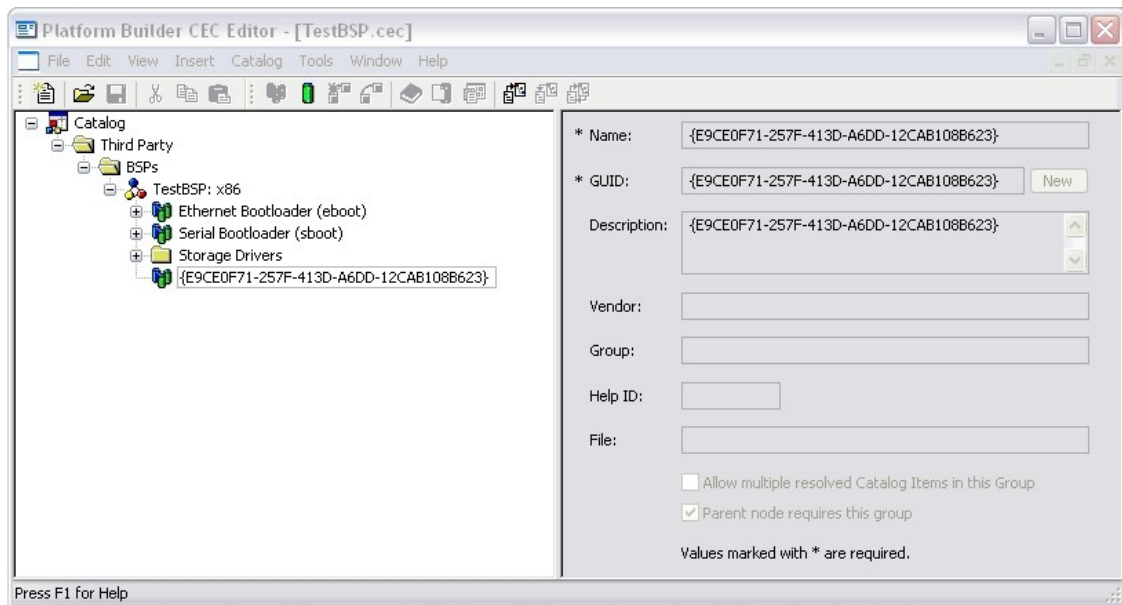 Platform Builder CEC Editor - [TestBSP.cec]
File Edit View Insert Catalog Tools Window Help
Catalog
Third Party
BSPs
TestBSP: x86
Ethernet Bootloader (eboot)
Serial Bootloader (sboot)
Storage Drivers
{E9CE0F71-257F-413D-A6DD-12CAB108B623}
* Name: {E9CE0F71-257F-413D-A6DD-12CAB108B623}
* GUID: {E9CE0F71-257F-413D-A6DD-12CAB108B623} New
Description: {E9CE0F71-257F-413D-A6DD-12CAB108B623}
Vendor:
Group:
Help ID:
File:
Allow multiple resolved Catalog Items in this Group
Parent node requires this group
Values marked with * are required.
Press F1 for Help